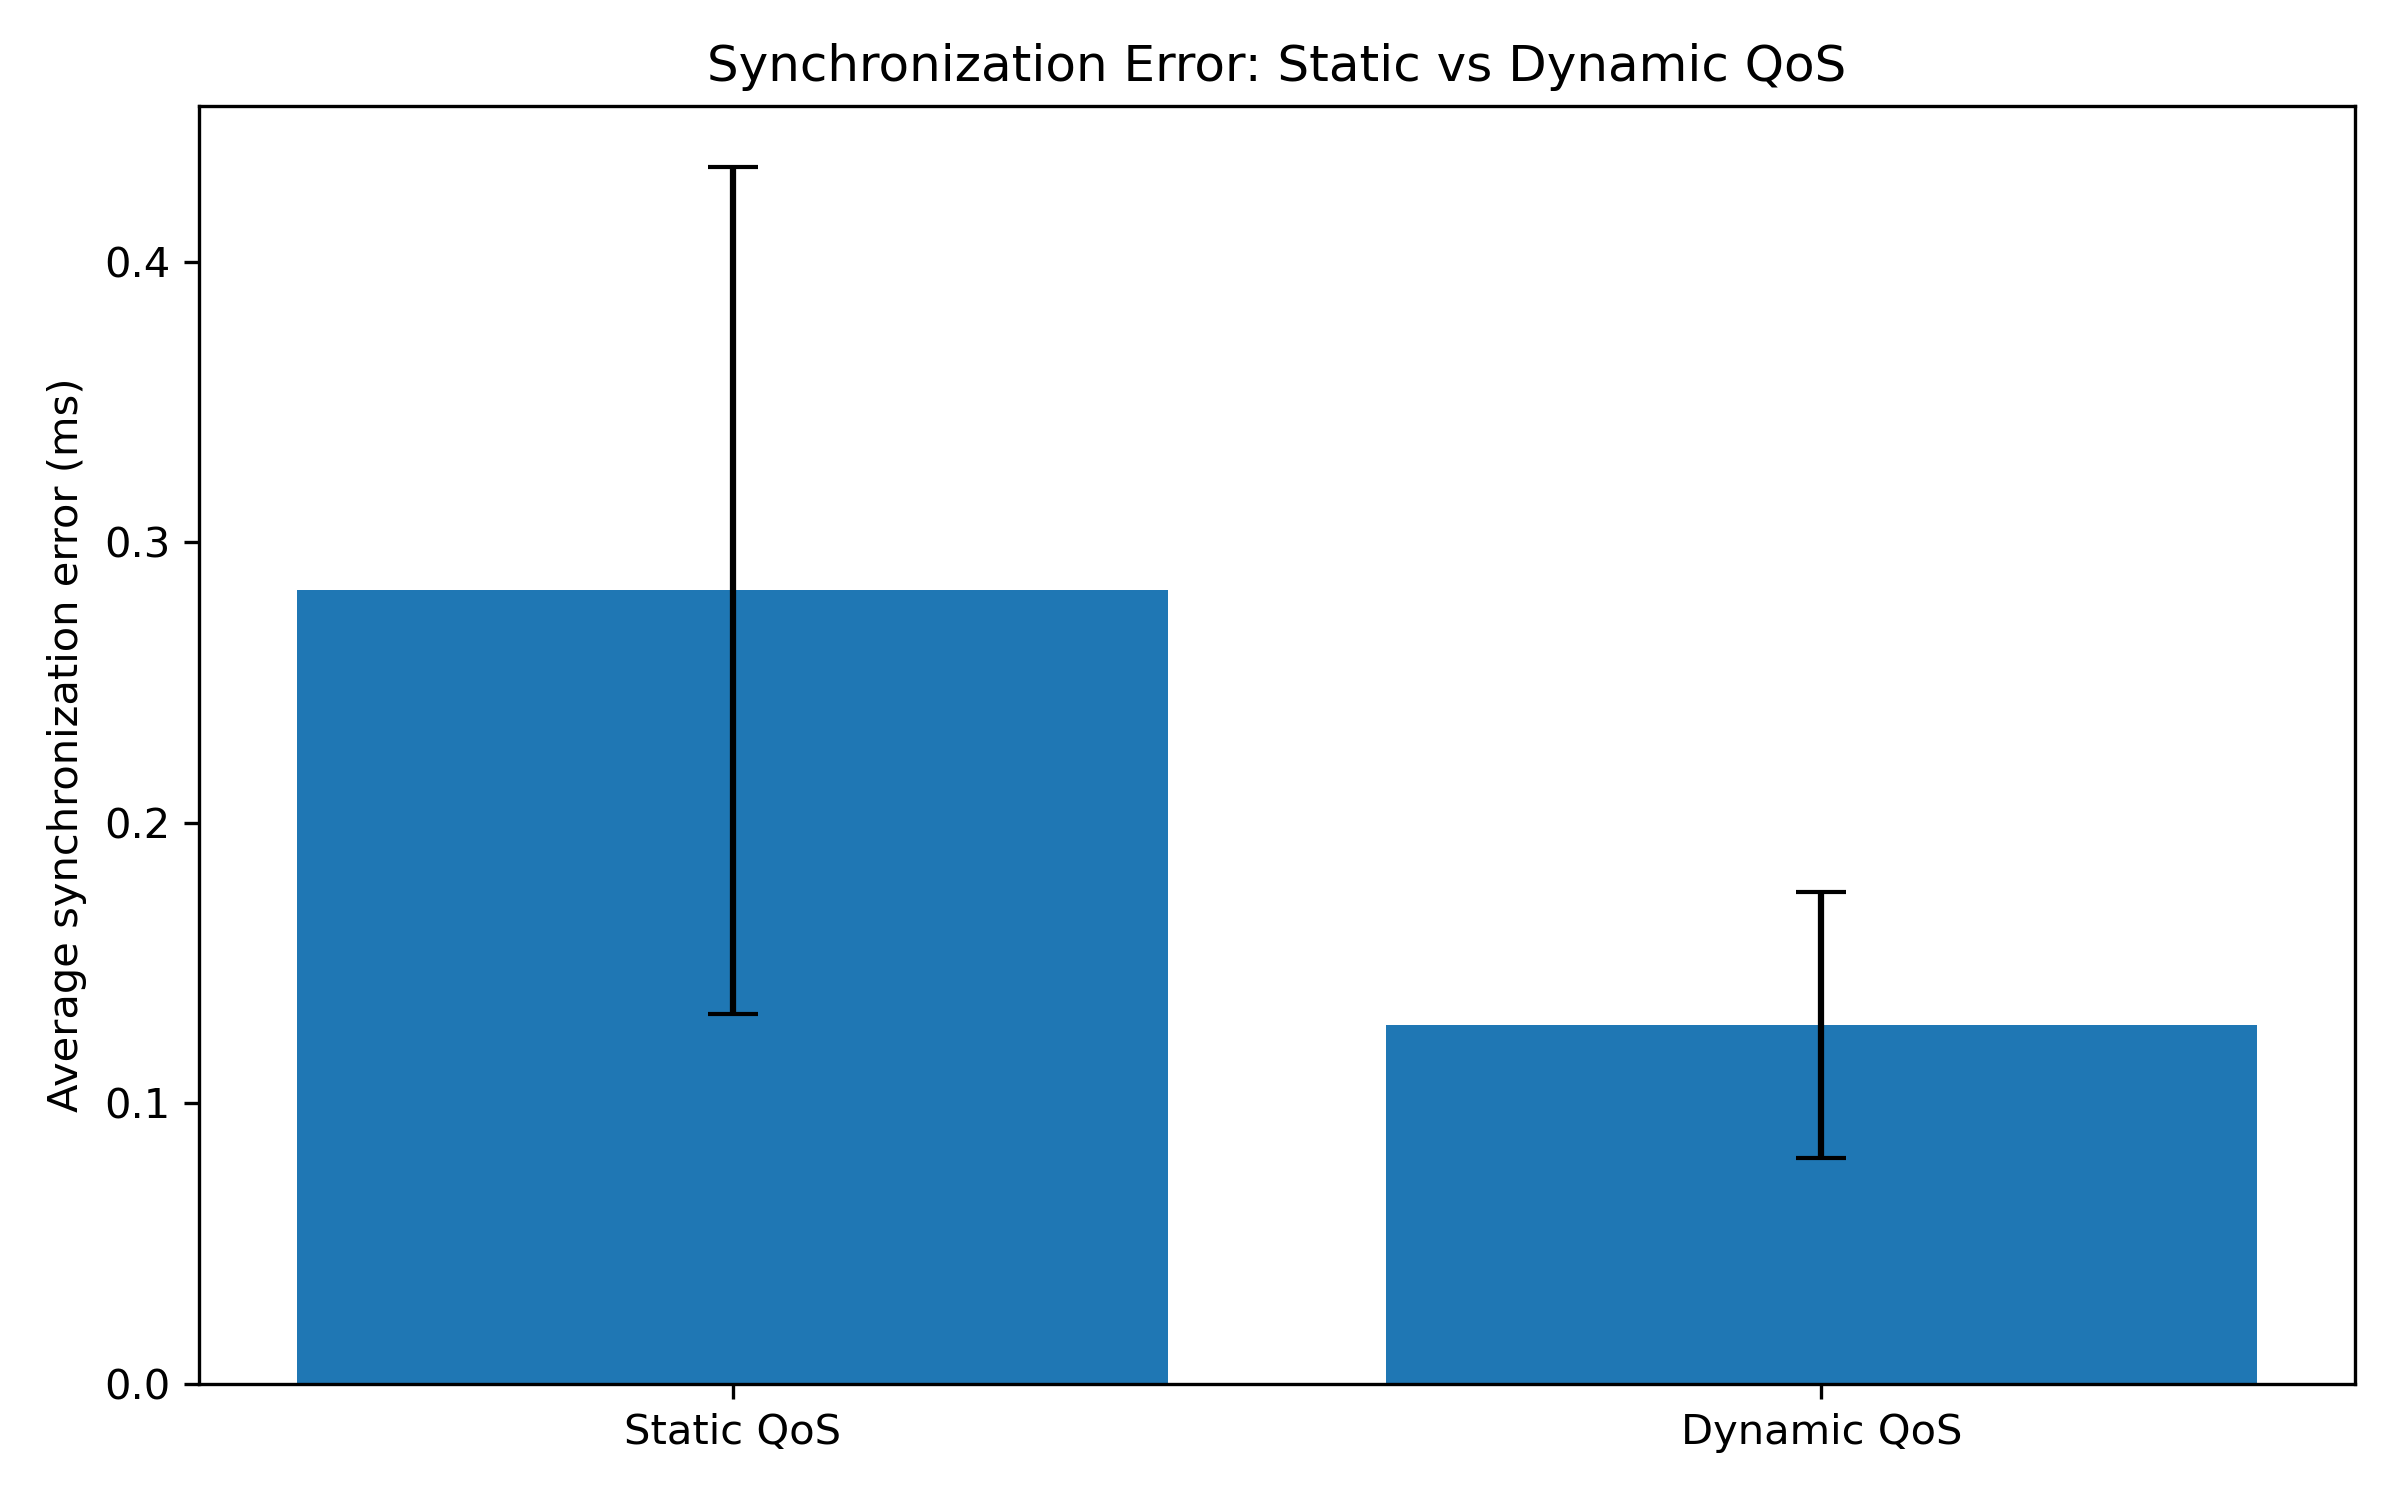 Synchronization Error: Static vs Dynamic QoS
Average synchronization error (ms)
0.4
0.3
0.2
0.1
0.0
Static QoS
Dynamic QoS